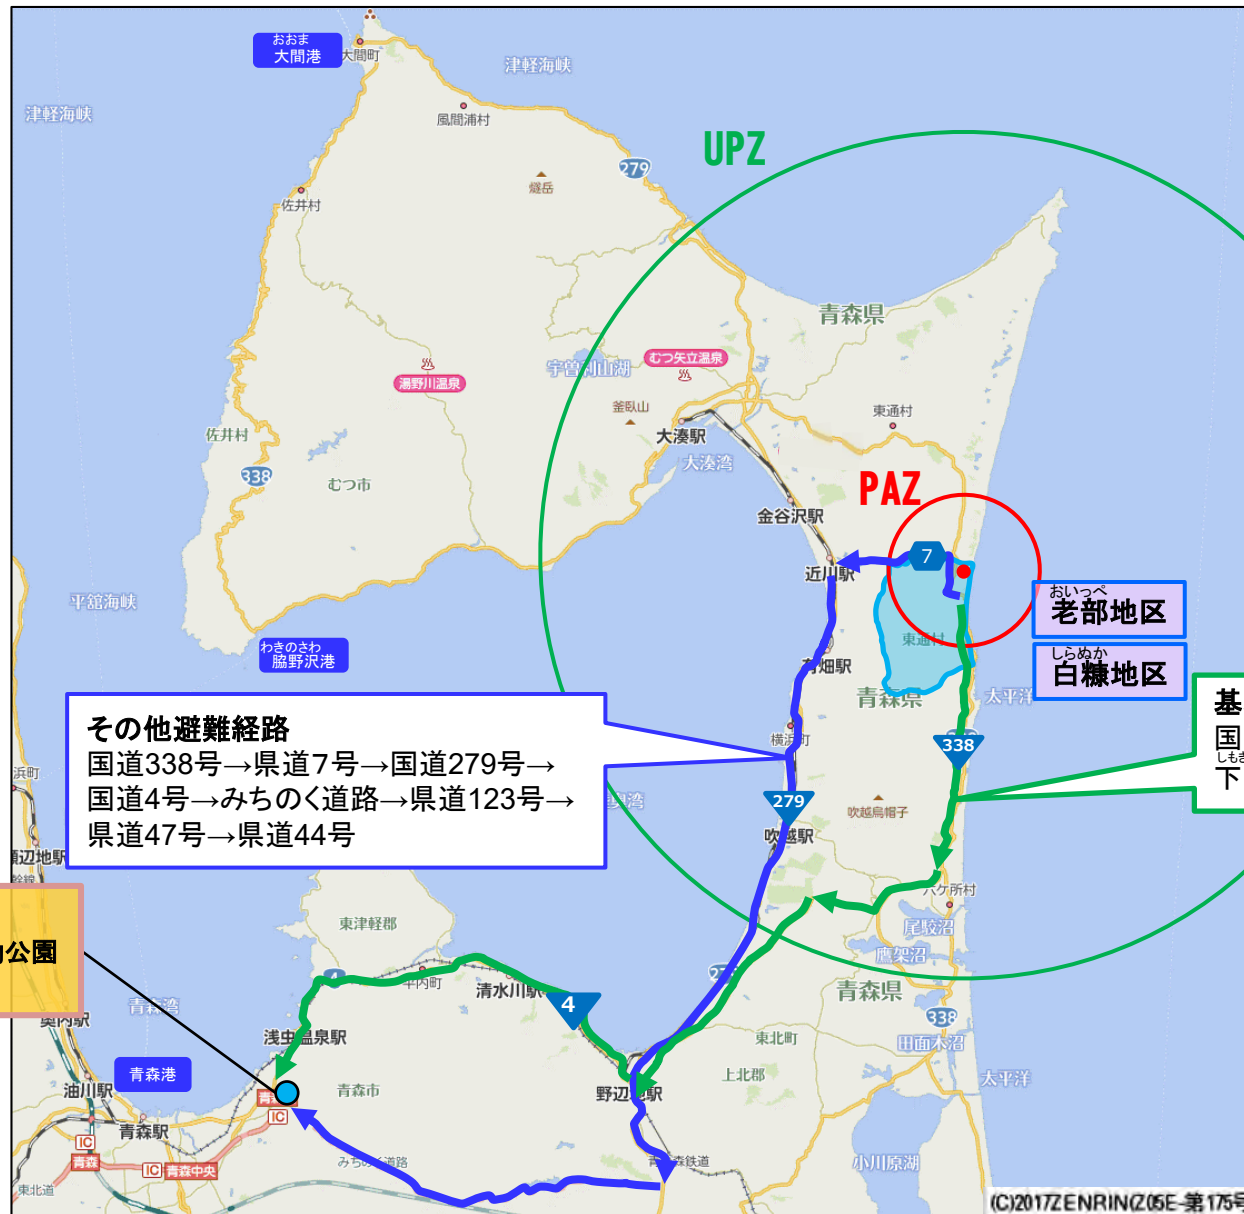 おおま
大間港
大間町
津軽海峡
津軽海峡
風間浦村
UPZ
279
燧岳
佐井村
青森県
宇曽利山湖
むつ矢立温泉
湯野川温泉
釜臥山
東通村
佐井村
大湊駅
大湊湾
338
むつ市
PAZ
金谷沢駅
7
近川駅
平舘海峡
おいっぺ
老部地区
東通村
わきのさわ
脇野沢港
有畑駅
しらぬか
白糠地区
青森県
太平洋
その他避難経路
国道338号→県道7号→国道279号→
国道4号→みちのく道路→県道123号→
県道47号→県道44号
横浜町
338
基
国
下
279
吹越烏帽子
吹越駅
六ケ所村
東津軽郡
尾駮沼
鷹架沼
公園
4
平内町
清水川駅
4
青森県
青森湾
奥内駅
浅虫温泉駅
338
田面木沼
東北町
青森港
上北郡
太平洋
油川駅
青森市
野辺地駅
IC
青森駅
IC
青森
IC
青森中央
みちのく道路
小川原湖
東北道
(C)2017ZENRIN(Z05E-第175号